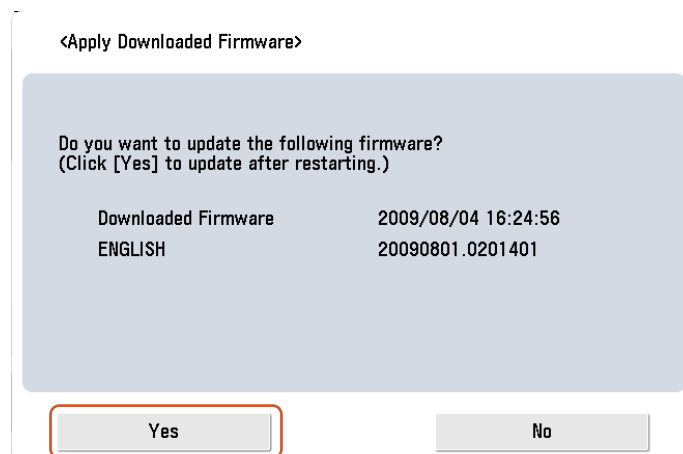 <Apply Downloaded Firmware>
Do you want to update the following firmware?
(Click [Yes] to update after restarting.)
Downloaded Firmware 2009/08/04 16:24:56
ENGLISH 20090801.0201401
Yes No